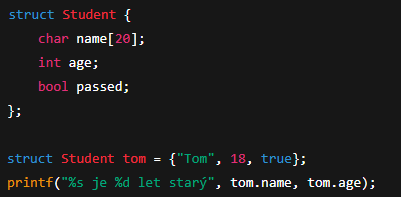 struct Student {
    char name[20];
    int age;
    bool passed;
};

struct Student tom = {"Tom", 18, true};
printf("%s je %d let starý", tom.name, tom.age);